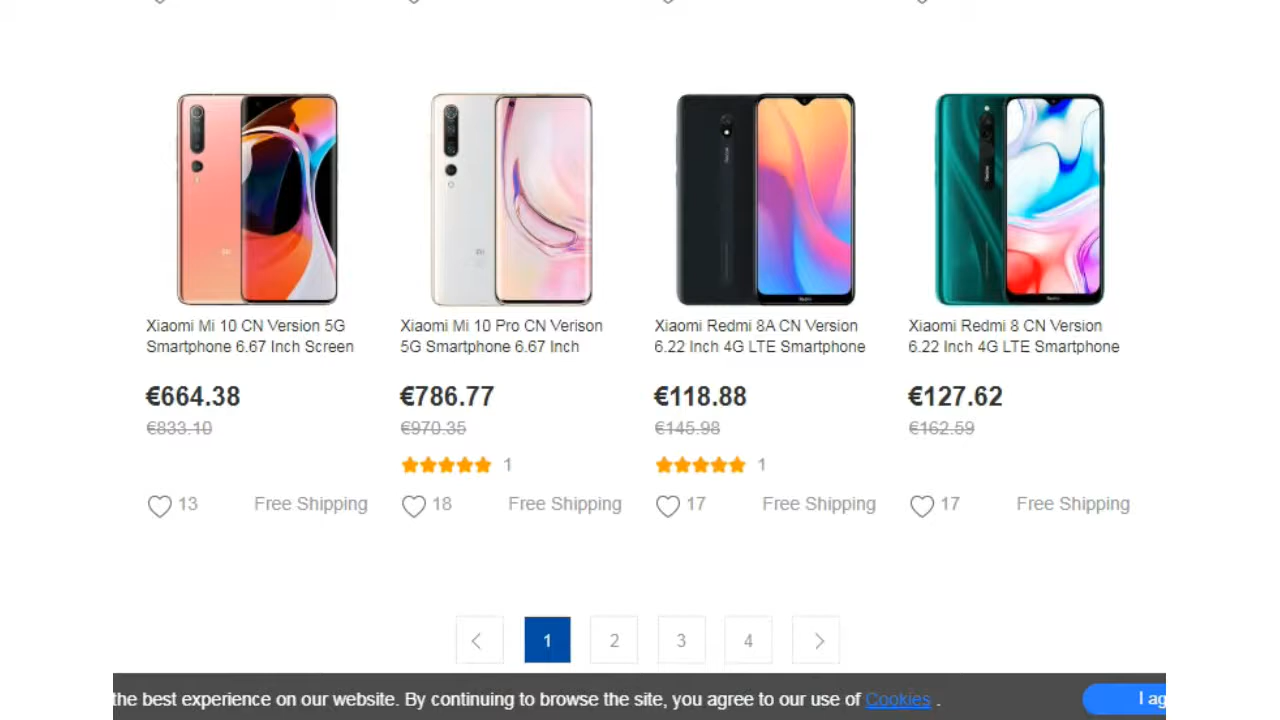 Xiaomi Mi 10 CN Version 5G
Smartphone 6.67 Inch Screen
€664.38
€833.10
13
Free Shipping
Xiaomi Mi 10 Pro CN Verison
5G Smartphone 6.67 Inch
€786.77
€970.35
1
18
Free Shipping
Xiaomi Redmi 8A CN Version
6.22 Inch 4G LTE Smartphone
€118.88
€145.98
1
17
Free Shipping
Xiaomi Redmi 8 CN Version
6.22 Inch 4G LTE Smartphone
€127.62
€162.59
17
Free Shipping
1 2 3 4
the best experience on our website. By continuing to browse the site, you agree to our use of Cookies .
I ag